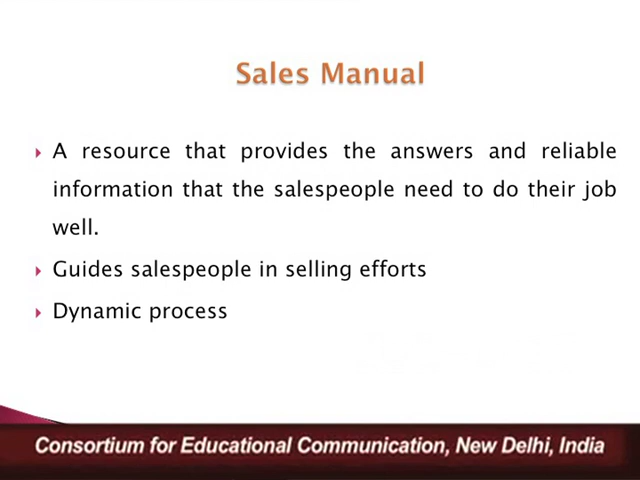 Sales Manual
A resource that provides the answers and reliable
information that the salespeople need to do their job
well.
Guides salespeople in selling efforts
Dynamic process
Consortium for Educational Communication, New Delhi, India